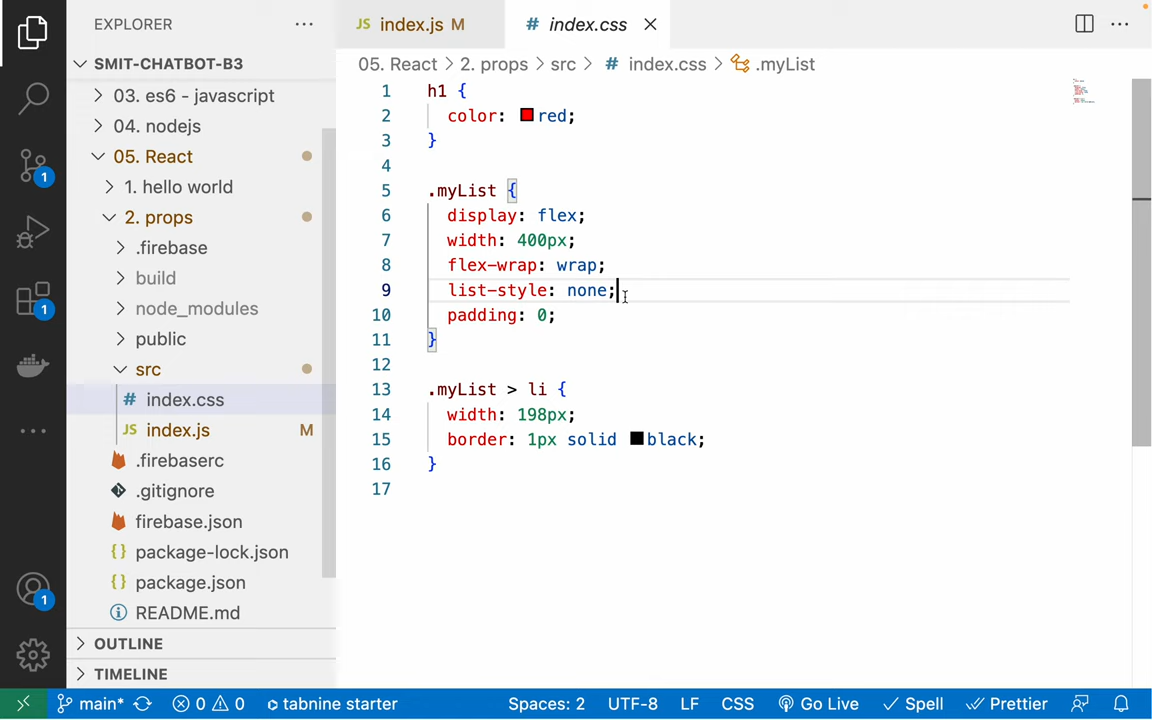 EXPLORER
SMIT-CHATBOT-B3
03. es6 - javascript
04. nodejs
05. React
1. hello world
2. props
.firebase
build
node_modules
public
src
# index.css
JS index.js M
.firebaserc
.gitignore
firebase.json
{} package-lock.json
{} package.json
README.md
OUTLINE
TIMELINE
1
1
1
JS index.js M
# index.css
05. React > 2. props > src > # index.css > .myList
1 h1 {
2 color: red;
3 }
4
5 .myList {
6 display: flex;
7 width: 400px;
8 flex-wrap: wrap;
9 list-style: none;
10 padding: 0;
11 }
12
13 .myList > li {
14 width: 198px;
15 border: 1px solid black;
16 }
17
main* 0 0 tabnine starter Spaces: 2 UTF-8 LF CSS Go Live Spell Prettier